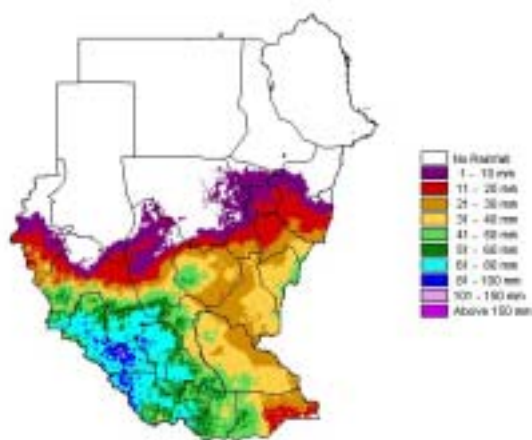 No Rainfall
1 - 10 mm
11 - 20 mm
21 - 30 mm
31 - 40 mm
41 - 50 mm
51 - 60 mm
61 - 80 mm
81 - 100 mm
101 - 150 mm
Above 150 mm